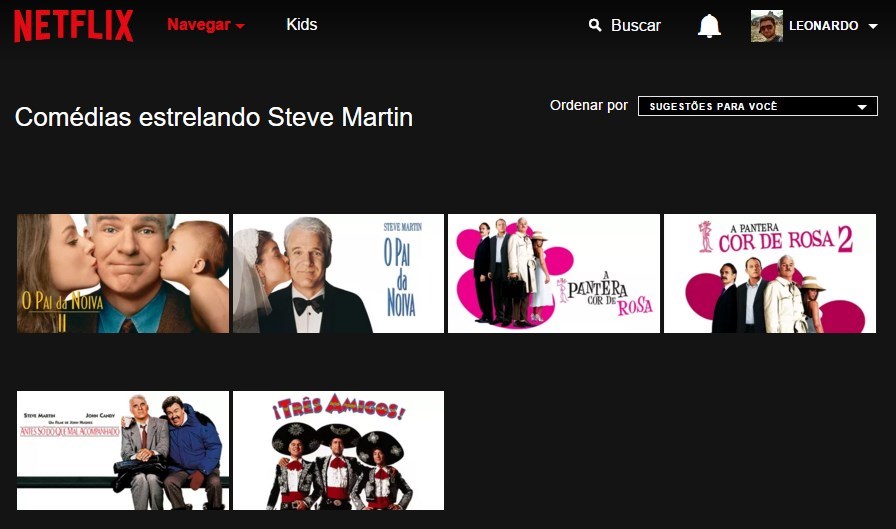 NETFLIX
Navegar
Kids
Buscar
LEONARDO
Comédias estrelando Steve Martin
Ordenar por
SUGESTÕES PARA VOCÊ
O PAI da NOIVA
II
STEVE MARTIN
O PAI
da
NOIVA
A
PANTERA
COR DE
ROSA
A PANTERA
COR DE ROSA 2
STEVE MARTIN JOHN CANDY
UM FILME DE JOHN HUGHES
ANTES SÓ DO QUE MAL ACOMPANHADO
¡TRÊS AMIGOS!